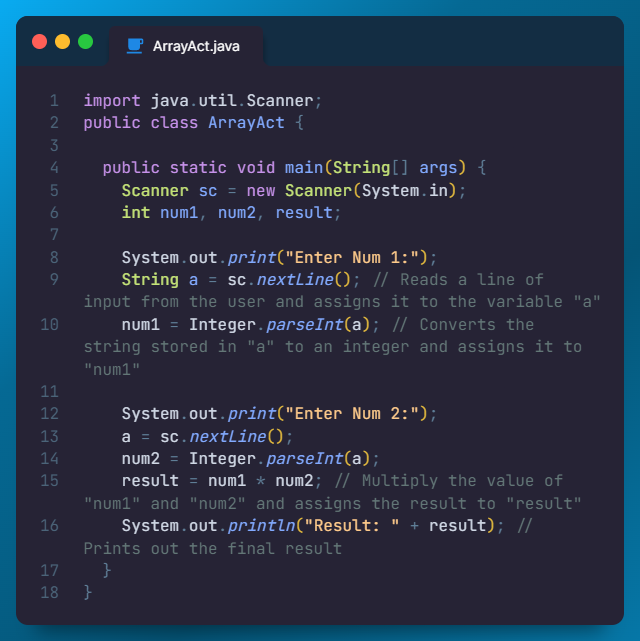 ArrayAct.java
1 import java.util.Scanner;
2 public class ArrayAct {
3
4 public static void main(String[] args) {
5 Scanner sc = new Scanner(System.in);
6 int num1, num2, result;
7
8 System.out.print("Enter Num 1:");
9 String a = sc.nextLine(); // Reads a line of
input from the user and assigns it to the variable "a"
10 num1 = Integer.parseInt(a); // Converts the
string stored in "a" to an integer and assigns it to
"num1"
11
12 System.out.print("Enter Num 2:");
13 a = sc.nextLine();
14 num2 = Integer.parseInt(a);
15 result = num1 * num2; // Multiply the value of
"num1" and "num2" and assigns the result to "result"
16 System.out.println("Result: " + result); //
Prints out the final result
17 }
18 }